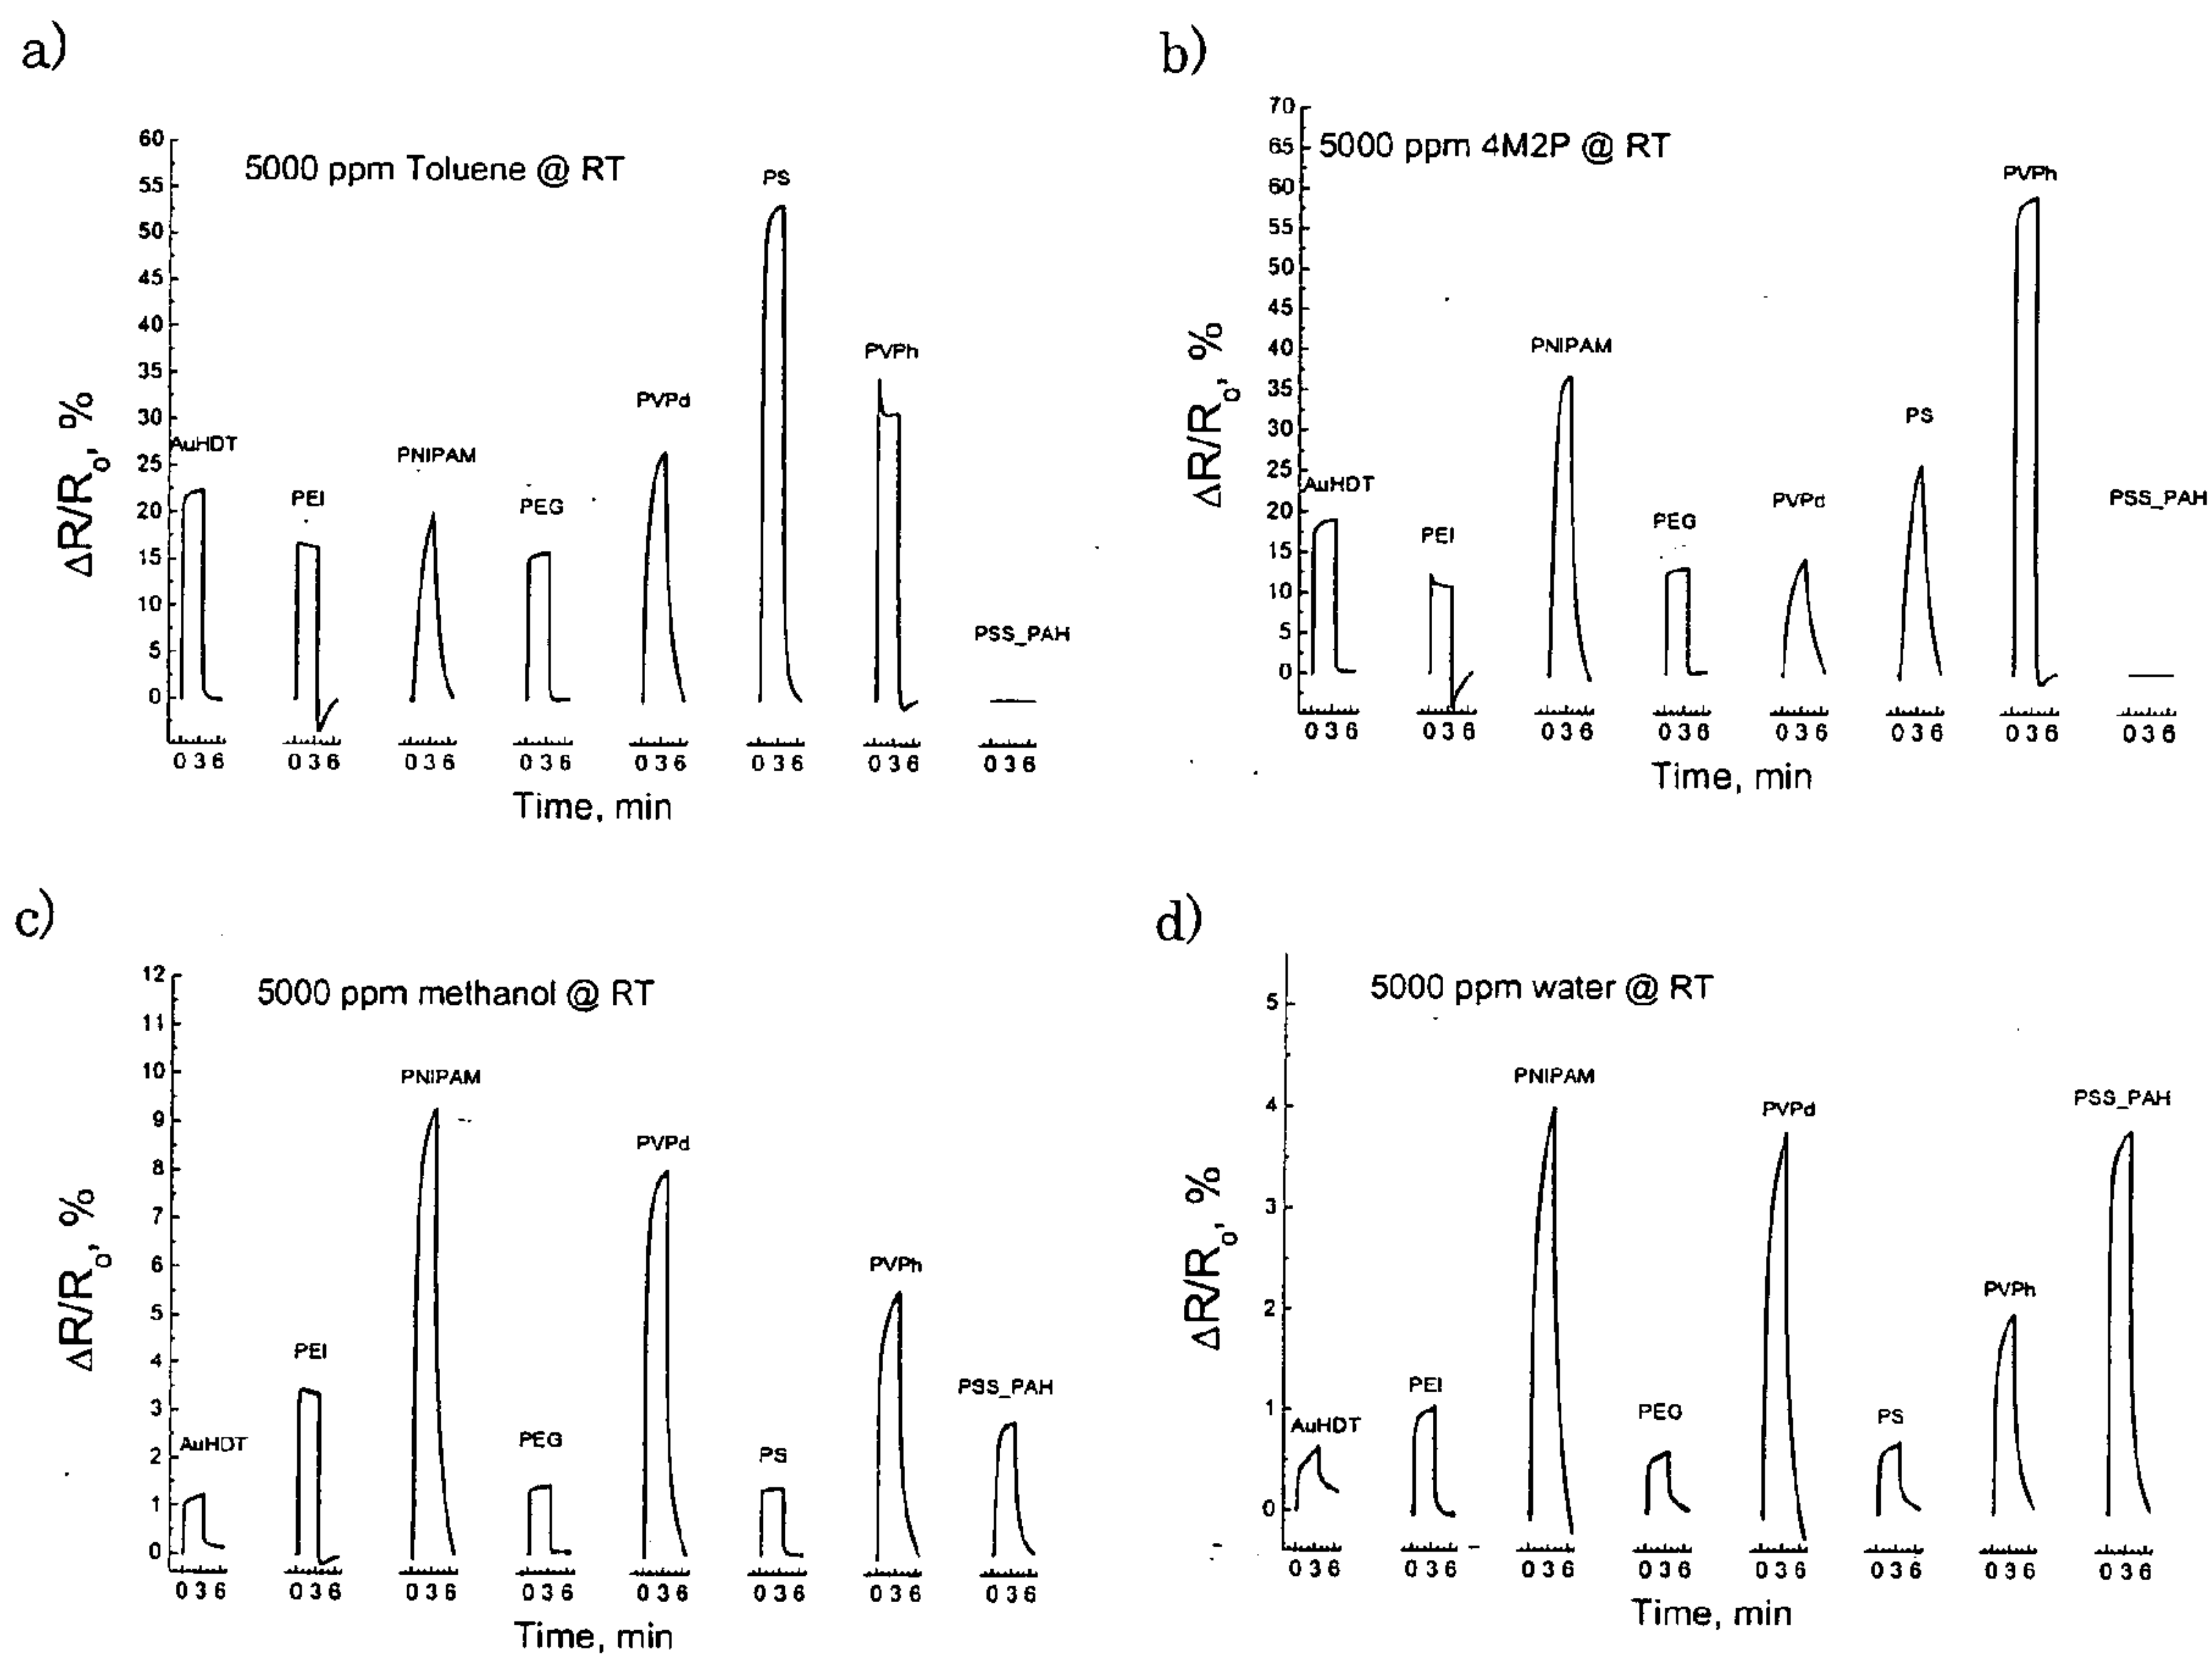 a)
5000 ppm Toluene @ RT
ΔR/R₀, %
60
55
50
45
40
35
30
25
20
15
10
5
0
AuHDT
PEI
PNIPAM
PEG
PVPd
PS
PVPh
PSS_PAH
0 3 6
0 3 6
0 3 6
0 3 6
0 3 6
0 3 6
0 3 6
0 3 6
Time, min
b)
5000 ppm 4M2P @ RT
ΔR/R₀, %
70
65
60
55
50
45
40
35
30
25
20
15
10
5
0
AuHDT
PEI
PNIPAM
PEG
PVPd
PS
PVPh
PSS_PAH
0 3 6
0 3 6
0 3 6
0 3 6
0 3 6
0 3 6
0 3 6
0 3 6
Time, min
c)
5000 ppm methanol @ RT
ΔR/R₀, %
12
11
10
9
8
7
6
5
4
3
2
1
0
AuHDT
PEI
PNIPAM
PEG
PVPd
PS
PVPh
PSS_PAH
0 3 6
0 3 6
0 3 6
0 3 6
0 3 6
0 3 6
0 3 6
0 3 6
Time, min
d)
5000 ppm water @ RT
ΔR/R₀, %
5
4
3
2
1
0
AuHDT
PEI
PNIPAM
PEG
PVPd
PS
PVPh
PSS_PAH
0 3 6
0 3 6
0 3 6
0 3 6
0 3 6
0 3 6
0 3 6
0 3 6
Time, min